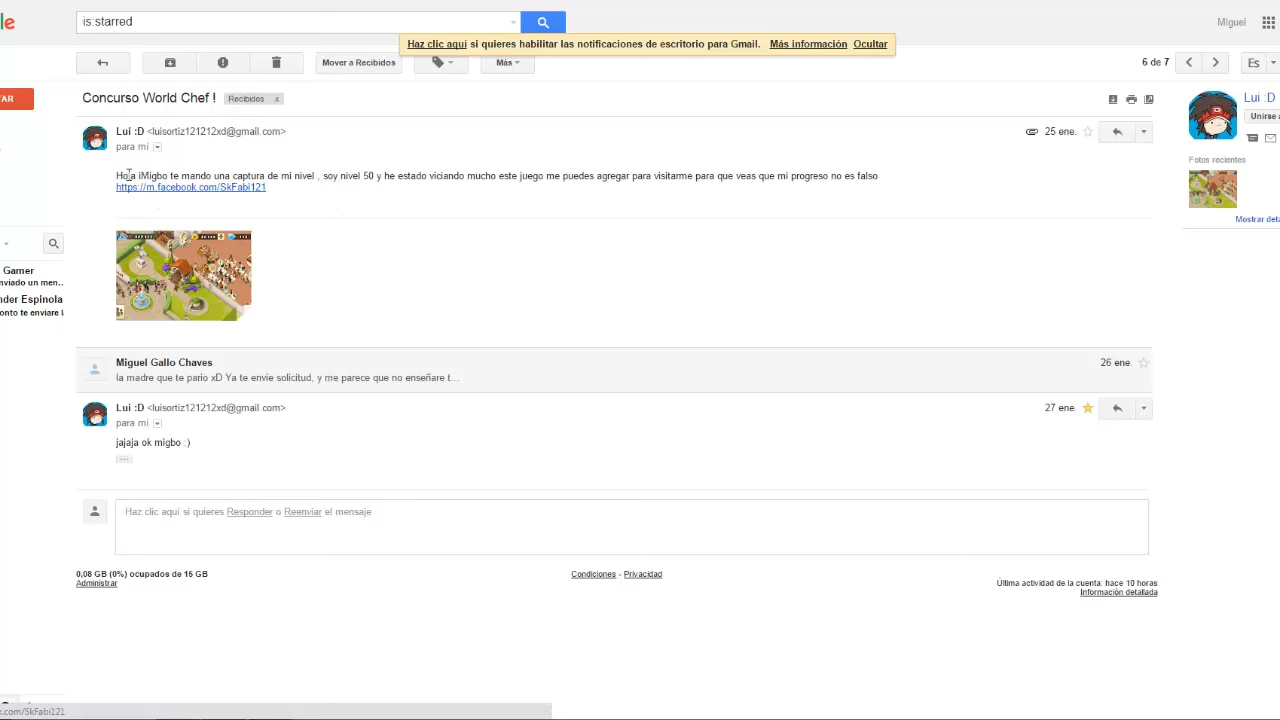 le
is:starred
Miguel
Haz clic aquí si quieres habilitar las notificaciones de escritorio para Gmail. Más información Ocultar
Mover a Recibidos
Más
6 de 7
Es
AR
Concurso World Chef !
Recibidos x
Lui :D
Unirse a
Lui :D <luisortiz121212xd@gmail.com>
25 ene.
para mí
Fotos recientes
Hola iMigbo te mando una captura de mi nivel , soy nivel 50 y he estado viciando mucho este juego me puedes agregar para visitarme para que veas que mi progreso no es falso
https://m.facebook.com/SkFabi121
Mostrar deta
Gamer
nviado un men...
nder Espinola
onto te enviare l
Miguel Gallo Chaves
26 ene.
la madre que te pario xD Ya te envie solicitud, y me parece que no enseñare t...
Lui :D <luisortiz121212xd@gmail.com>
27 ene.
para mí
jajaja ok migbo :)
...
Haz clic aquí si quieres Responder o Reenviar el mensaje
0,08 GB (0%) ocupados de 15 GB
Administrar
Condiciones - Privacidad
Última actividad de la cuenta: hace 10 horas
Información detallada
k.com/SkFabi121